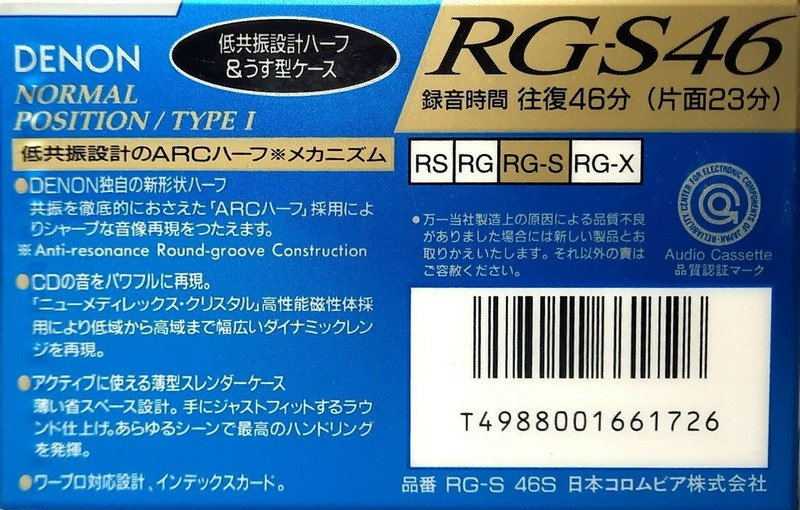 DENON
低共振設計ハーフ
&うす型ケース
RG-S46
NORMAL
POSITION / TYPE I
録音時間 往復46分（片面23分）
低共振設計のARCハーフ※メカニズム
RS RG RG-S RG-X
●DENON独自の新形状ハーフ
共振を徹底的におさえた「ARCハーフ」採用によ
りシャープな音像再現をつたえます。
※Anti-resonance Round-groove Construction
●CDの音をパワフルに再現。
「ニューメディレックス・クリスタル」高性能磁性体採
用により低域から高域まで幅広いダイナミックレン
ジを再現。
●アクティブに使える薄型スレンダーケース
薄い省スペース設計。手にジャストフィットするラウ
ンド仕上げ。あらゆるシーンで最高のハンドリング
を発揮。
●ワープロ対応設計、インデックスカード。
●万一当社製造上の原因による品質不良
がありました場合には新しい製品とお
取りかえいたします。それ以外の責は
ご容赦ください。
RELIABILITY CENTER FOR ELECTRONIC COMPONENTS OF JAPAN
Audio Cassette
品質認証マーク
T4988001661726
品番 RG-S 46S 日本コロムビア株式会社